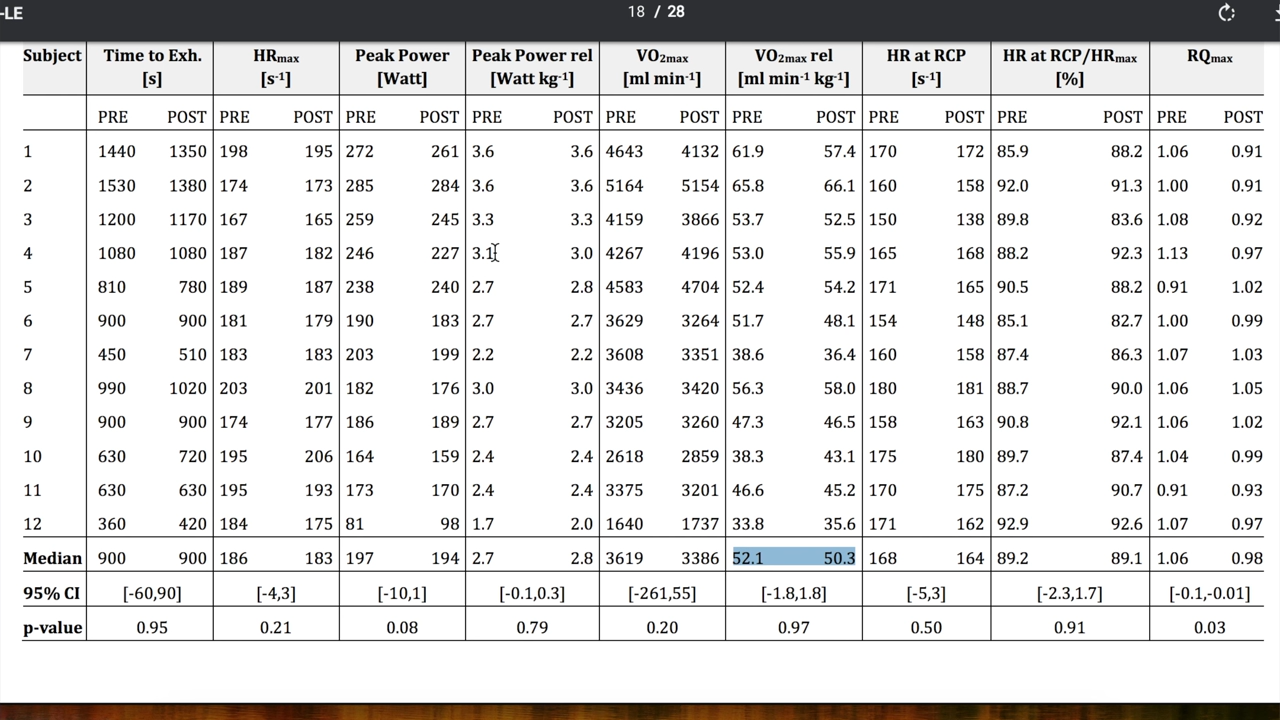 -LE 18 / 28
Subject Time to Exh. [s] HRmax [s-1] Peak Power [Watt] Peak Power rel [Watt kg-1] VO2max [ml min-1] VO2max rel [ml min-1 kg-1] HR at RCP [s-1] HR at RCP/HRmax [%] RQmax
PRE POST PRE POST PRE POST PRE POST PRE POST PRE POST PRE POST PRE POST PRE POST
1 1440 1350 198 195 272 261 3.6 3.6 4643 4132 61.9 57.4 170 172 85.9 88.2 1.06 0.91
2 1530 1380 174 173 285 284 3.6 3.6 5164 5154 65.8 66.1 160 158 92.0 91.3 1.00 0.91
3 1200 1170 167 165 259 245 3.3 3.3 4159 3866 53.7 52.5 150 138 89.8 83.6 1.08 0.92
4 1080 1080 187 182 246 227 3.1 3.0 4267 4196 53.0 55.9 165 168 88.2 92.3 1.13 0.97
5 810 780 189 187 238 240 2.7 2.8 4583 4704 52.4 54.2 171 165 90.5 88.2 0.91 1.02
6 900 900 181 179 190 183 2.7 2.7 3629 3264 51.7 48.1 154 148 85.1 82.7 1.00 0.99
7 450 510 183 183 203 199 2.2 2.2 3608 3351 38.6 36.4 160 158 87.4 86.3 1.07 1.03
8 990 1020 203 201 182 176 3.0 3.0 3436 3420 56.3 58.0 180 181 88.7 90.0 1.06 1.05
9 900 900 174 177 186 189 2.7 2.7 3205 3260 47.3 46.5 158 163 90.8 92.1 1.06 1.02
10 630 720 195 206 164 159 2.4 2.4 2618 2859 38.3 43.1 175 180 89.7 87.4 1.04 0.99
11 630 630 195 193 173 170 2.4 2.4 3375 3201 46.6 45.2 170 175 87.2 90.7 0.91 0.93
12 360 420 184 175 81 98 1.7 2.0 1640 1737 33.8 35.6 171 162 92.9 92.6 1.07 0.97
Median 900 900 186 183 197 194 2.7 2.8 3619 3386 52.1 50.3 168 164 89.2 89.1 1.06 0.98
95% CI [-60,90] [-4,3] [-10,1] [-0.1,0.3] [-261,55] [-1.8,1.8] [-5,3] [-2.3,1.7] [-0.1,-0.01]
p-value 0.95 0.21 0.08 0.79 0.20 0.97 0.50 0.91 0.03